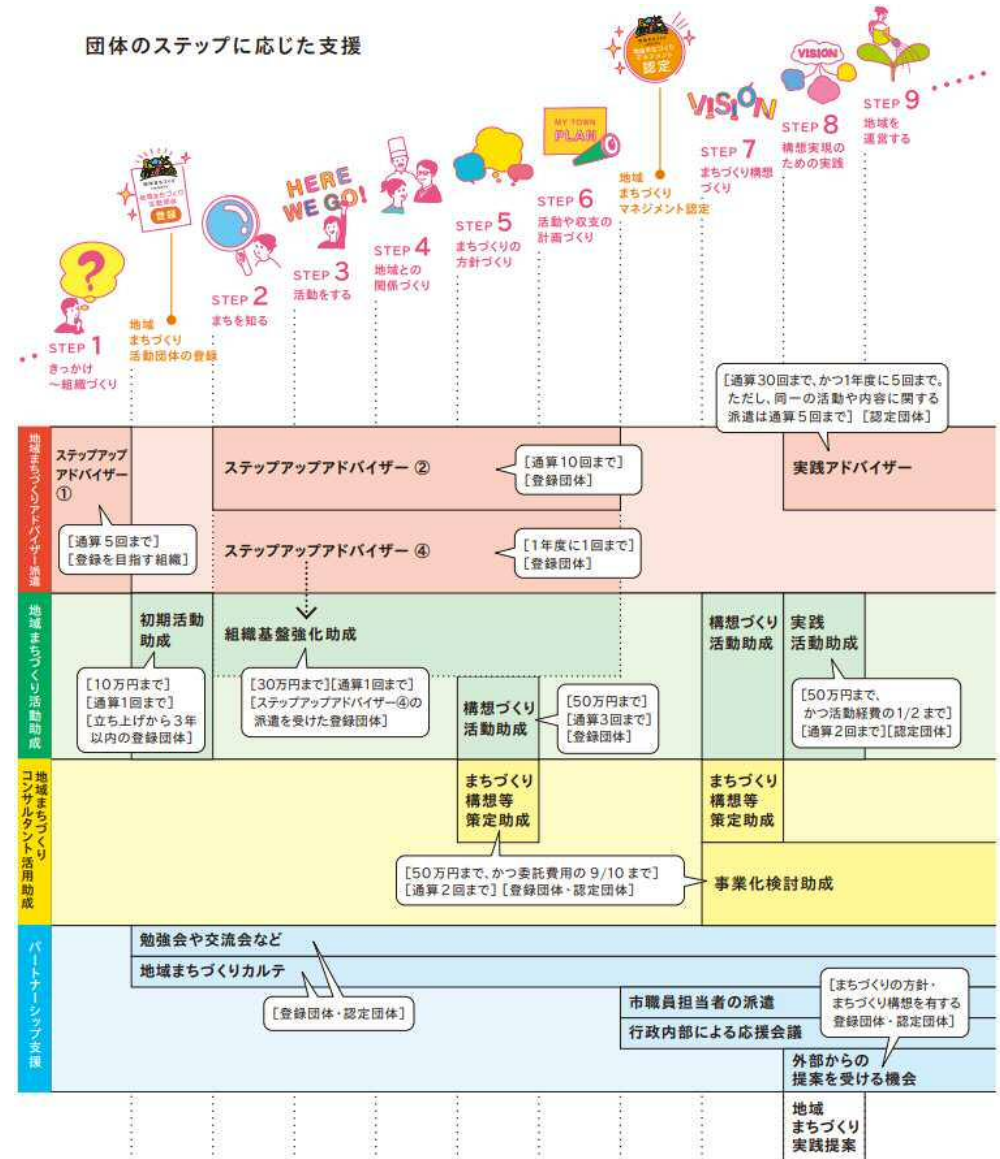 団体のステップに応じた支援
地域まちづくり
マネジメント
認定
VISION
VISION
STEP 9
地域を
運営する
STEP 8
構想実現の
ための実践
STEP 7
まちづくり構想
づくり
MY TOWN
PLAN
地域
まちづくり
マネジメント認定
STEP 6
活動や収支の
計画づくり
STEP 5
まちづくりの
方針づくり
STEP 4
地域との
関係づくり
HERE
WE GO!
STEP 3
活動をする
STEP 2
まちを知る
地域まちづくり
活動団体
登録
地域
まちづくり
活動団体の登録
?
STEP 1
きっかけ
～組織づくり
地域まちづくりアドバイザー派遣
ステップアップ
アドバイザー
①
[通算5回まで]
[登録を目指す組織]
ステップアップアドバイザー ②
[通算10回まで]
[登録団体]
[通算30回まで、かつ1年度に5回まで。
ただし、同一の活動や内容に関する
派遣は通算5回まで] [認定団体]
実践アドバイザー
ステップアップアドバイザー ④
[1年度に1回まで]
[登録団体]
地域まちづくり活動助成
初期活動
助成
[10万円まで]
[通算1回まで]
[立ち上げから3年
以内の登録団体]
組織基盤強化助成
[30万円まで][通算1回まで]
[ステップアップアドバイザー④の
派遣を受けた登録団体]
構想づくり
活動助成
[50万円まで]
[通算3回まで]
[登録団体]
構想づくり
活動助成
実践
活動助成
[50万円まで、
かつ活動経費の1/2まで]
[通算2回まで][認定団体]
地域まちづくり
コンサルタント活用助成
まちづくり
構想等
策定助成
まちづくり
構想等
策定助成
[50万円まで、かつ委託費用の 9/10 まで]
[通算2回まで] [登録団体・認定団体]
事業化検討助成
パートナーシップ支援
勉強会や交流会など
地域まちづくりカルテ
[登録団体・認定団体]
市職員担当者の派遣
行政内部による応援会議
[まちづくりの方針・
まちづくり構想を有する
登録団体・認定団体]
外部からの
提案を受ける機会
地域
まちづくり
実践提案